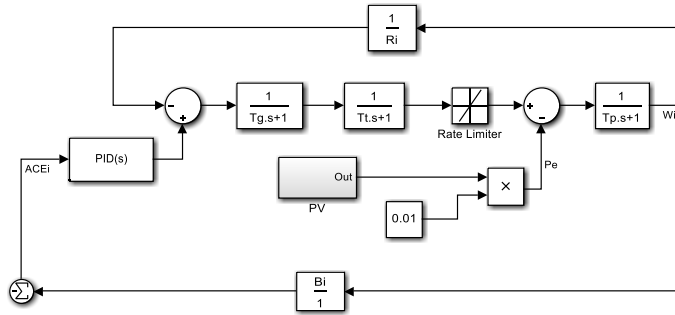 1
Ri
1
Tg.s+1
1
Tt.s+1
Rate Limiter
1
Tp.s+1
Wi
PID(s)
ACEi
Out
PV
×
Pe
0.01
Bi
1
Σ